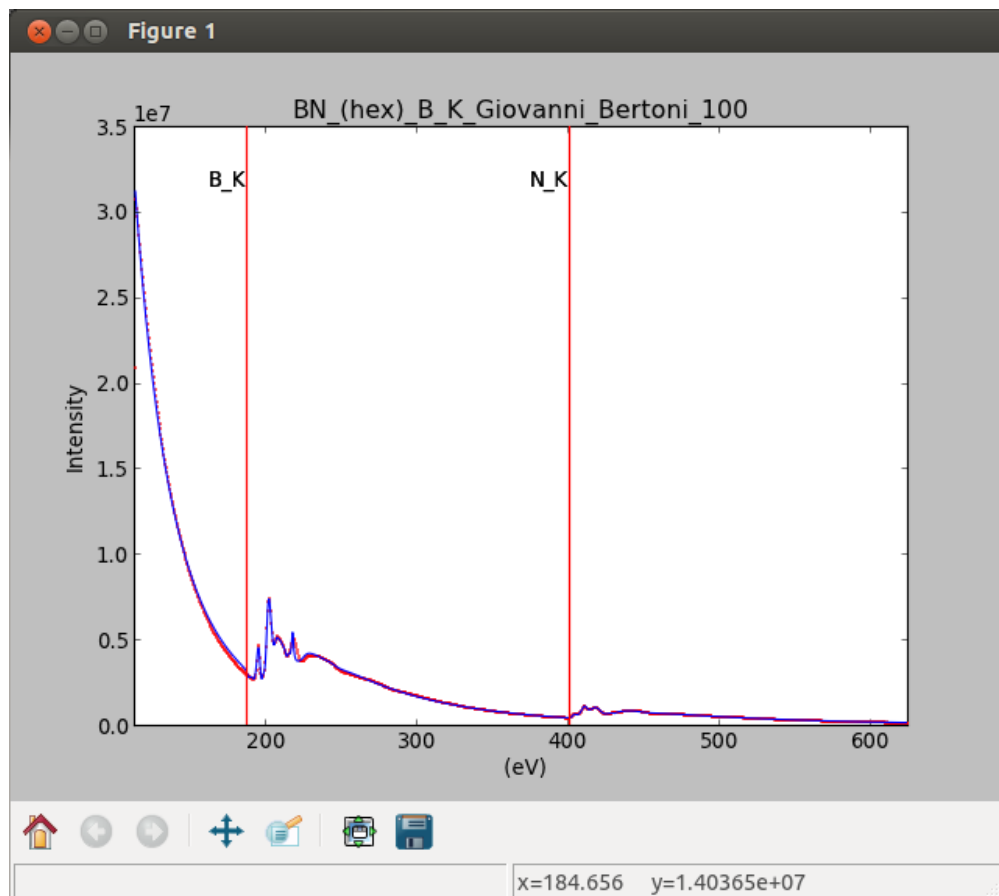 Figure 1
1e7
BN_(hex)_B_K_Giovanni_Bertoni_100
3.5
B_K
N_K
3.0
2.5
2.0
Intensity
1.5
1.0
0.5
0.0
200 300 400 500 600
(eV)
x=184.656 y=1.40365e+07